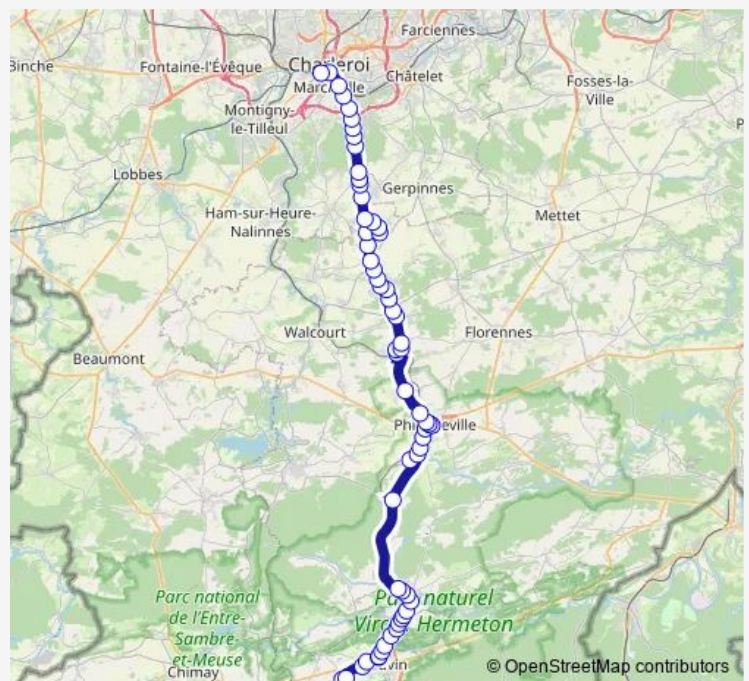 Farciennes
Binche
Fontaine-l'Évêque
Charleroi
Châtelet
Fosses-la-
Ville
Montigny-
le-Tilleul
Lobbes
Gerpinnes
Ham-sur-Heure-
Nalinnes
Mettet
Walcourt
Florennes
Beaumont
Parc national
de l'Entre-
Sambre-
et-Meuse
Chimay
© OpenStreetMap contributors